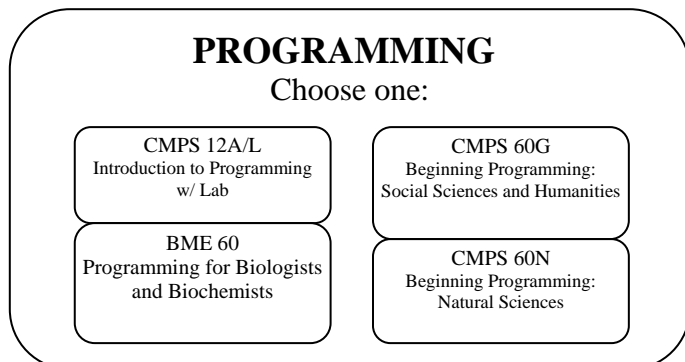 PROGRAMMING
Choose one:
CMPS 12A/L
Introduction to Programming
w/ Lab
BME 60
Programming for Biologists
and Biochemists
CMPS 60G
Beginning Programming:
Social Sciences and Humanities
CMPS 60N
Beginning Programming:
Natural Sciences